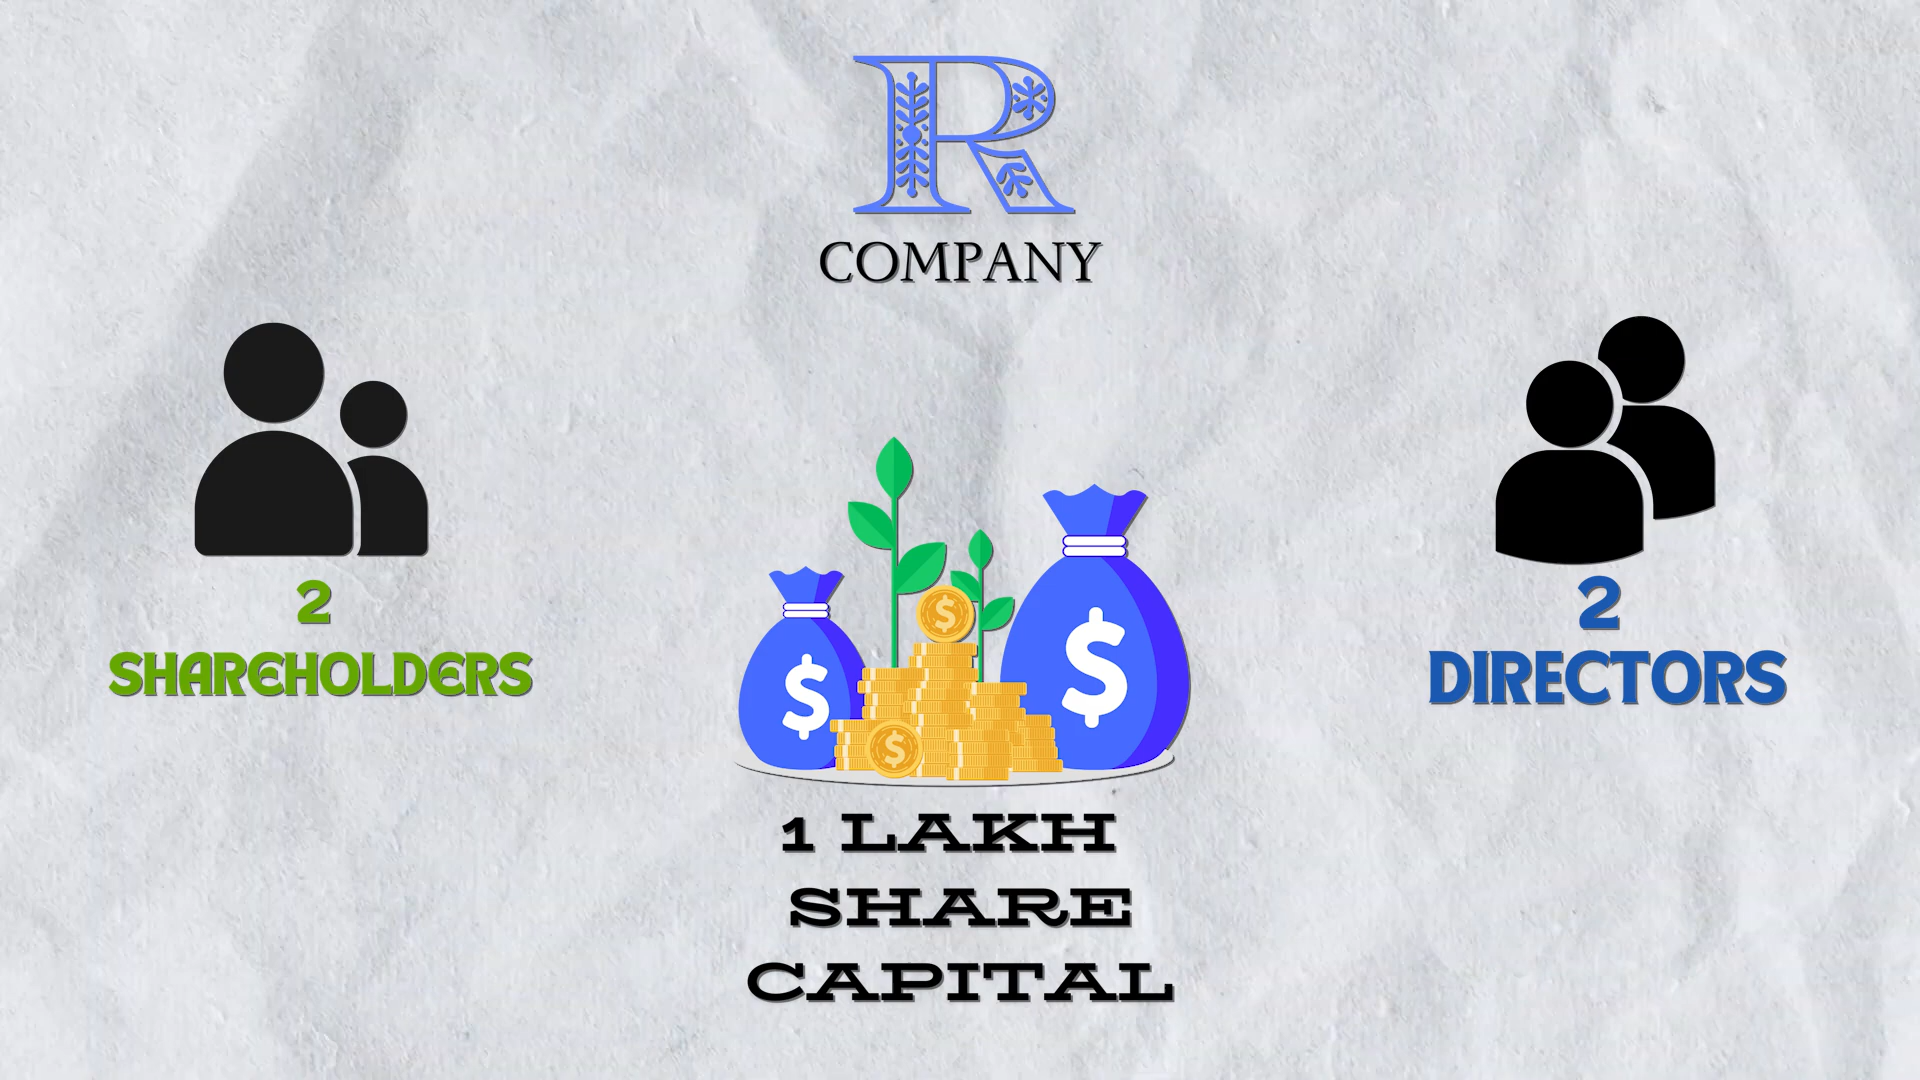 R
COMPANY
2
SHAREHOLDERS
2
DIRECTORS
$
$
$
$
1 LAKH
SHARE
CAPITAL